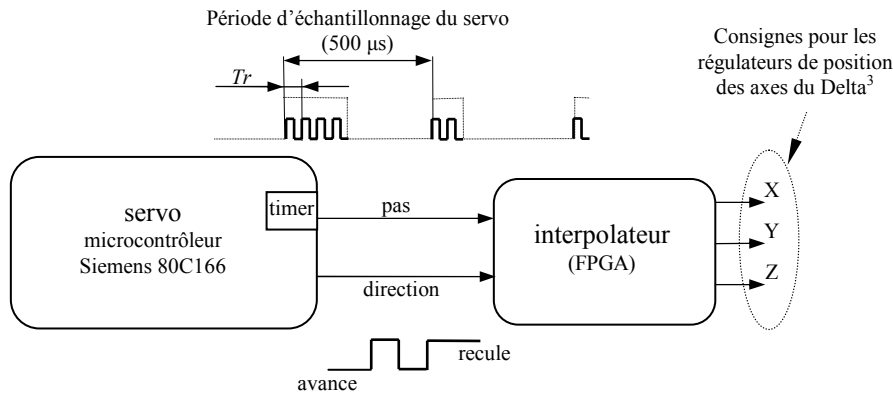 Période d'échantillonnage du servo
(500 µs)
Tr
Consignes pour les
régulateurs de position
des axes du Delta³
servo
microcontrôleur
Siemens 80C166
timer
pas
direction
interpolateur
(FPGA)
X
Y
Z
avance
recule